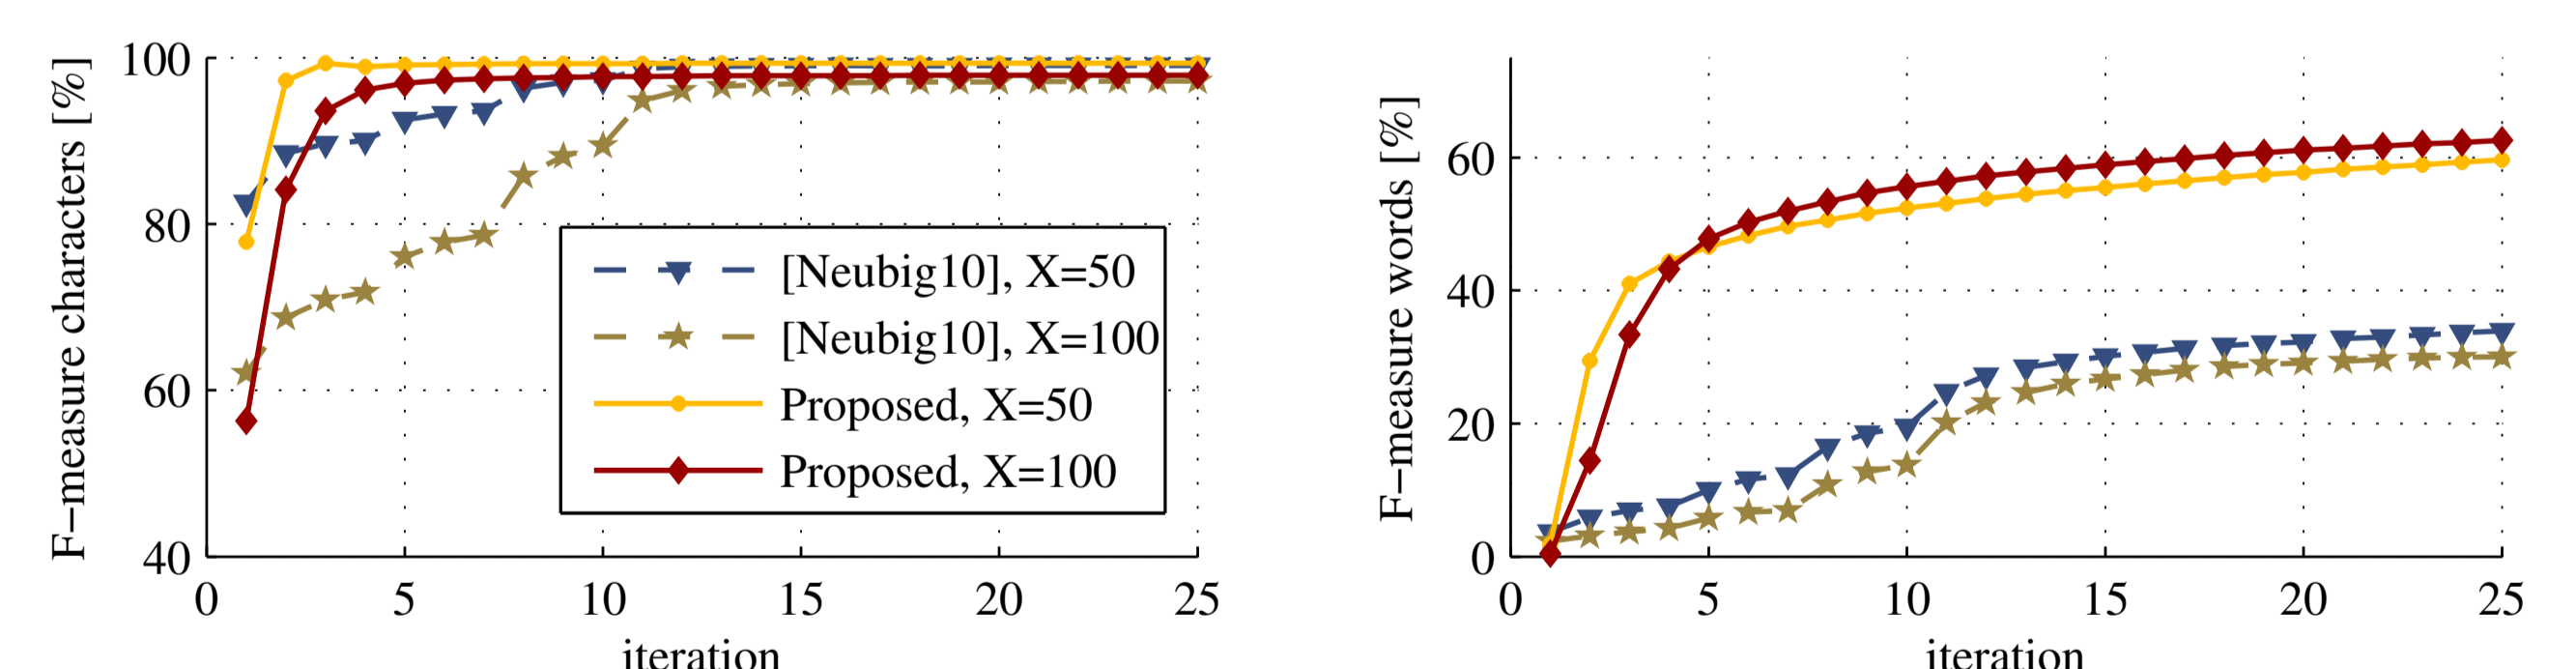 F−measure characters [%]
100
80
60
40
0 5 10 15 20 25
iteration
[Neubig10], X=50
[Neubig10], X=100
Proposed, X=50
Proposed, X=100
F−measure words [%]
60
40
20
0
0 5 10 15 20 25
iteration